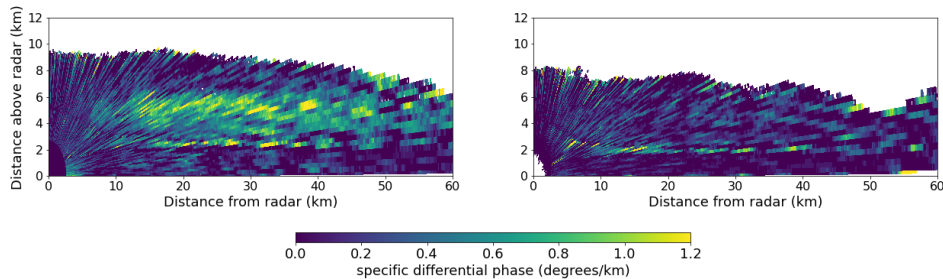 12
12
10
10
8
8
6
6
4
4
2
2
0
0
Distance above radar (km)
0 10 20 30 40 50 60
0 10 20 30 40 50 60
Distance from radar (km)
Distance from radar (km)
0.0 0.2 0.4 0.6 0.8 1.0 1.2
specific differential phase (degrees/km)